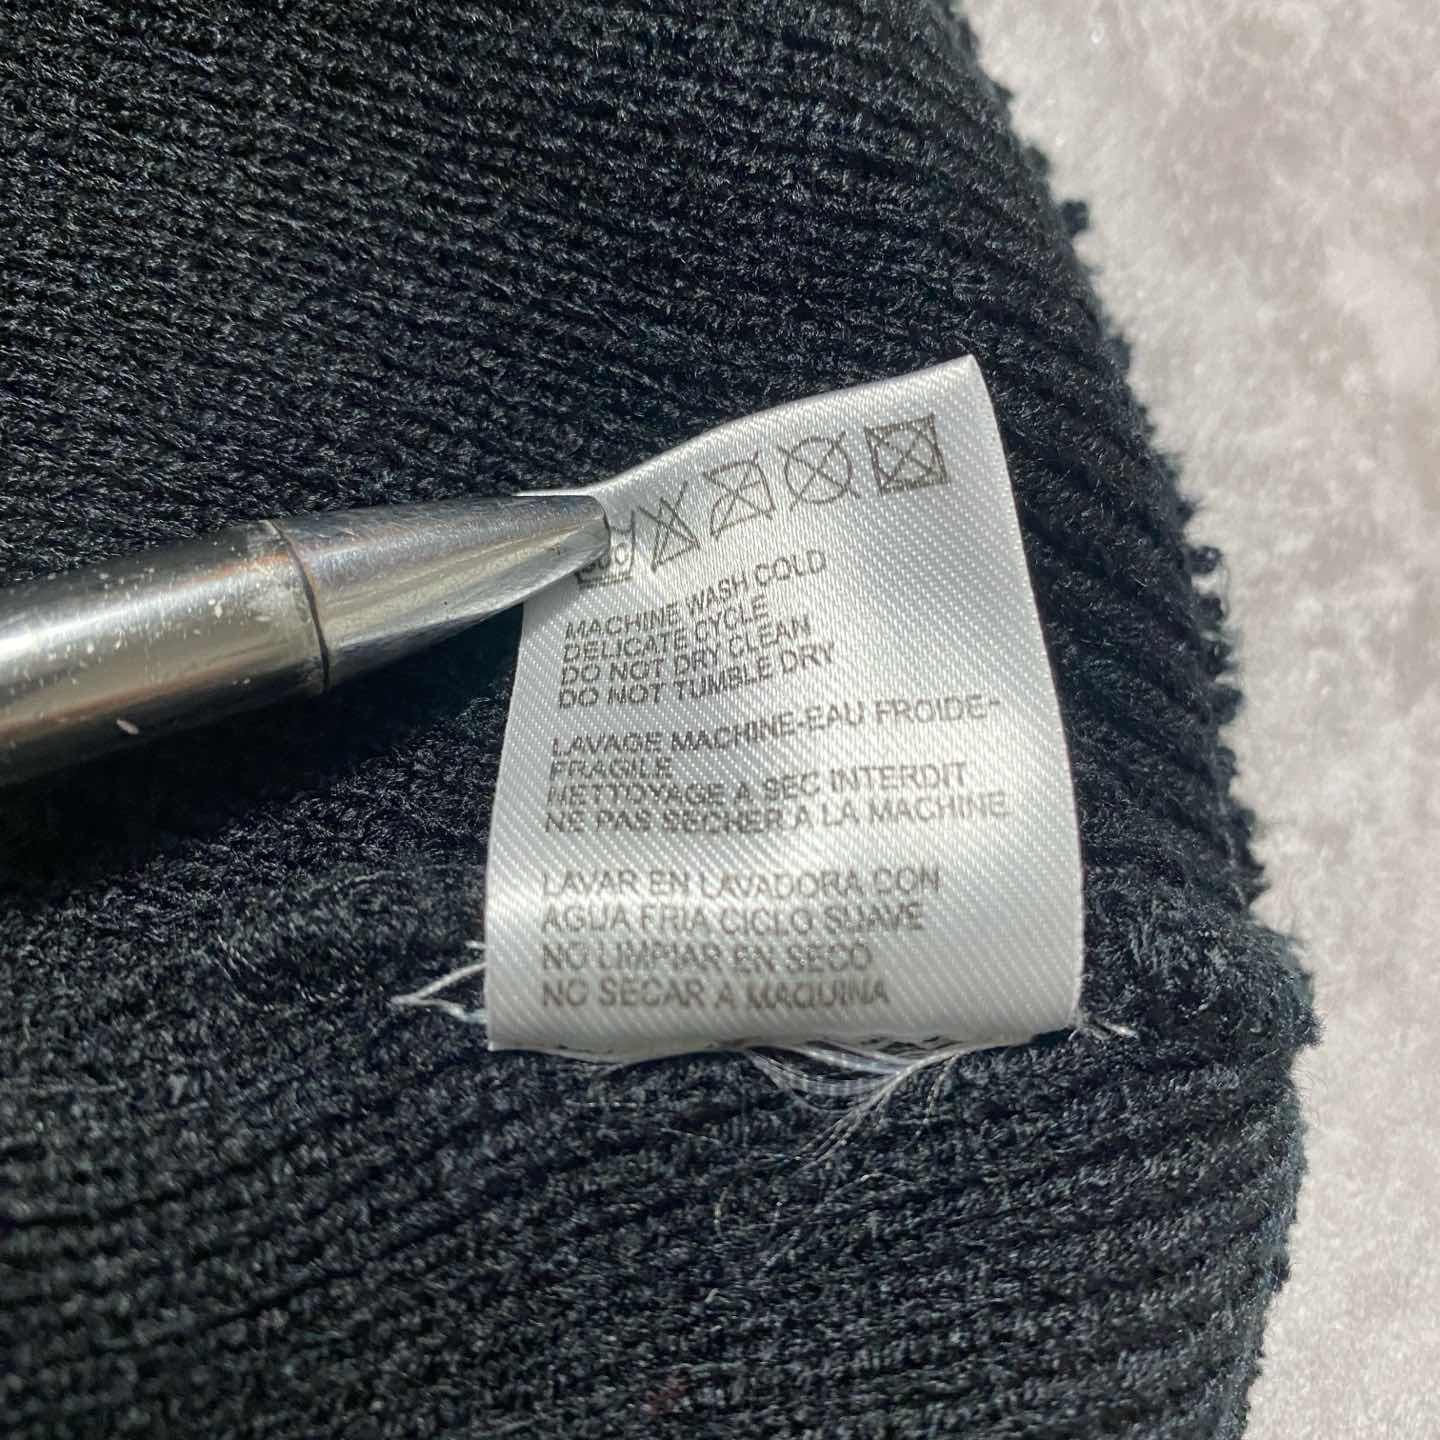 MACHINE WASH COLD
DELICATE CYCLE
DO NOT DRY CLEAN
DO NOT TUMBLE DRY
LAVAGE MACHINE-EAU FROIDE-
FRAGILE
NETTOYAGE A SEC INTERDIT
NE PAS SECHER A LA MACHINE
LAVAR EN LAVADORA CON
AGUA FRIA CICLO SUAVE
NO LIMPIAR EN SECO
NO SECAR A MAQUINA